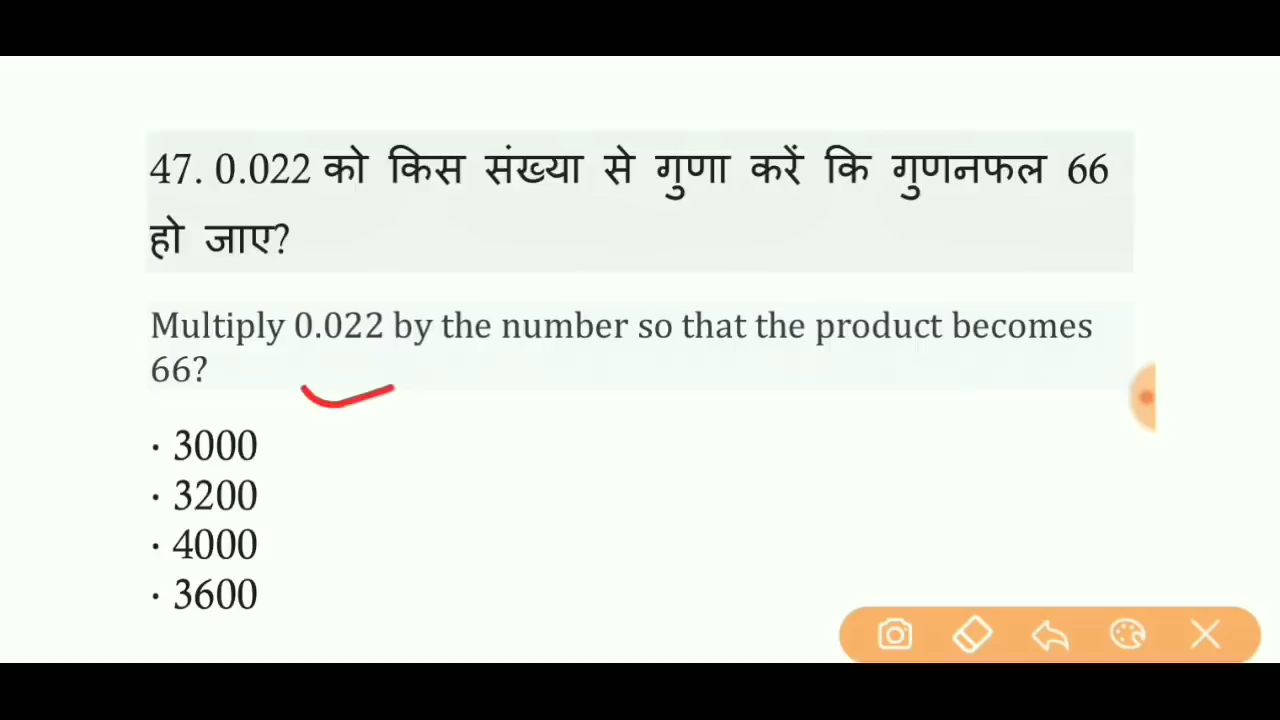 47. 0.022 को किस संख्या से गुणा करें कि गुणनफल 66
हो जाए?
Multiply 0.022 by the number so that the product becomes
66?
· 3000
· 3200
· 4000
· 3600